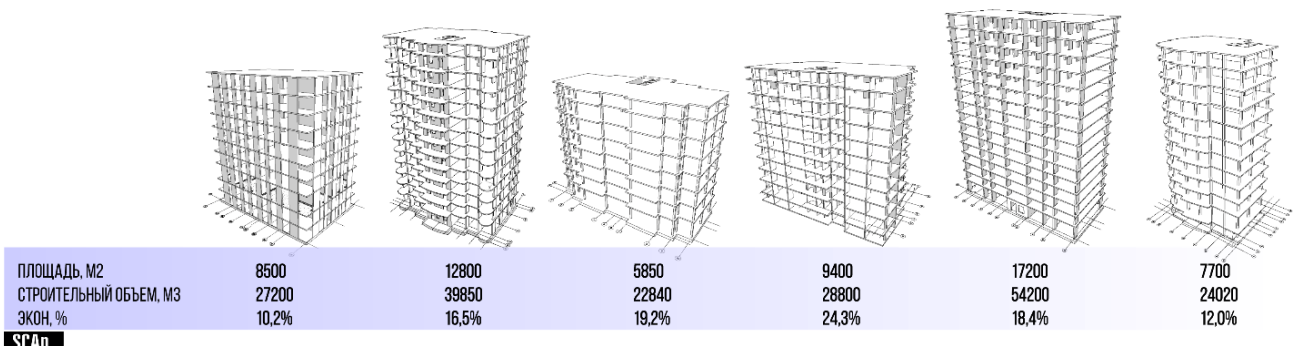 ПЛОЩАДЬ, М2 8500 12800 5850 9400 17200 7700
СТРОИТЕЛЬНЫЙ ОБЪЕМ, М3 27200 39850 22840 28800 54200 24020
ЭКОН, % 10,2% 16,5% 19,2% 24,3% 18,4% 12,0%
SCAD